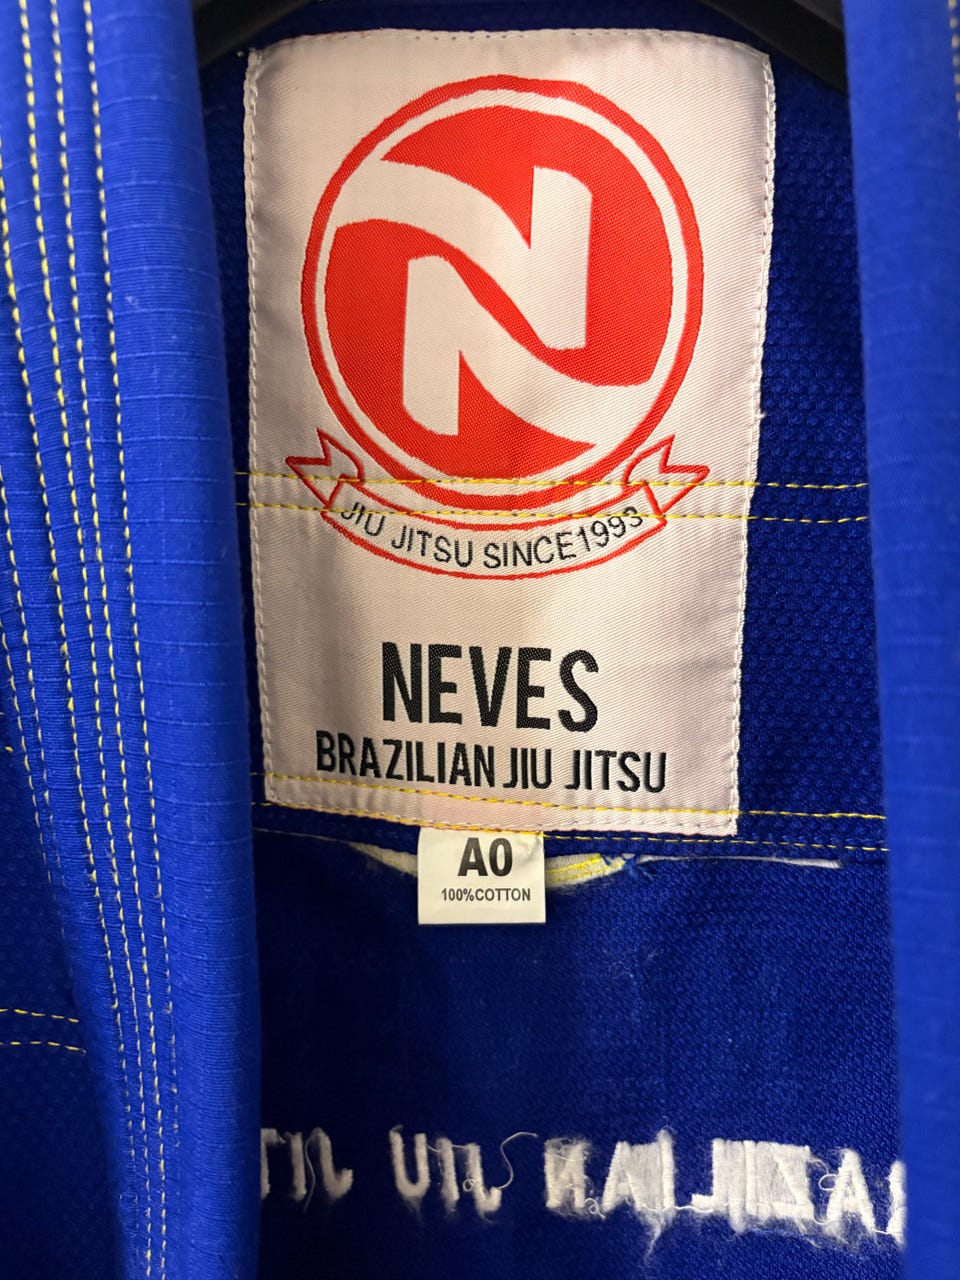 JIU JITSU SINCE1993
NEVES
BRAZILIAN JIU JITSU
A0
100%COTTON